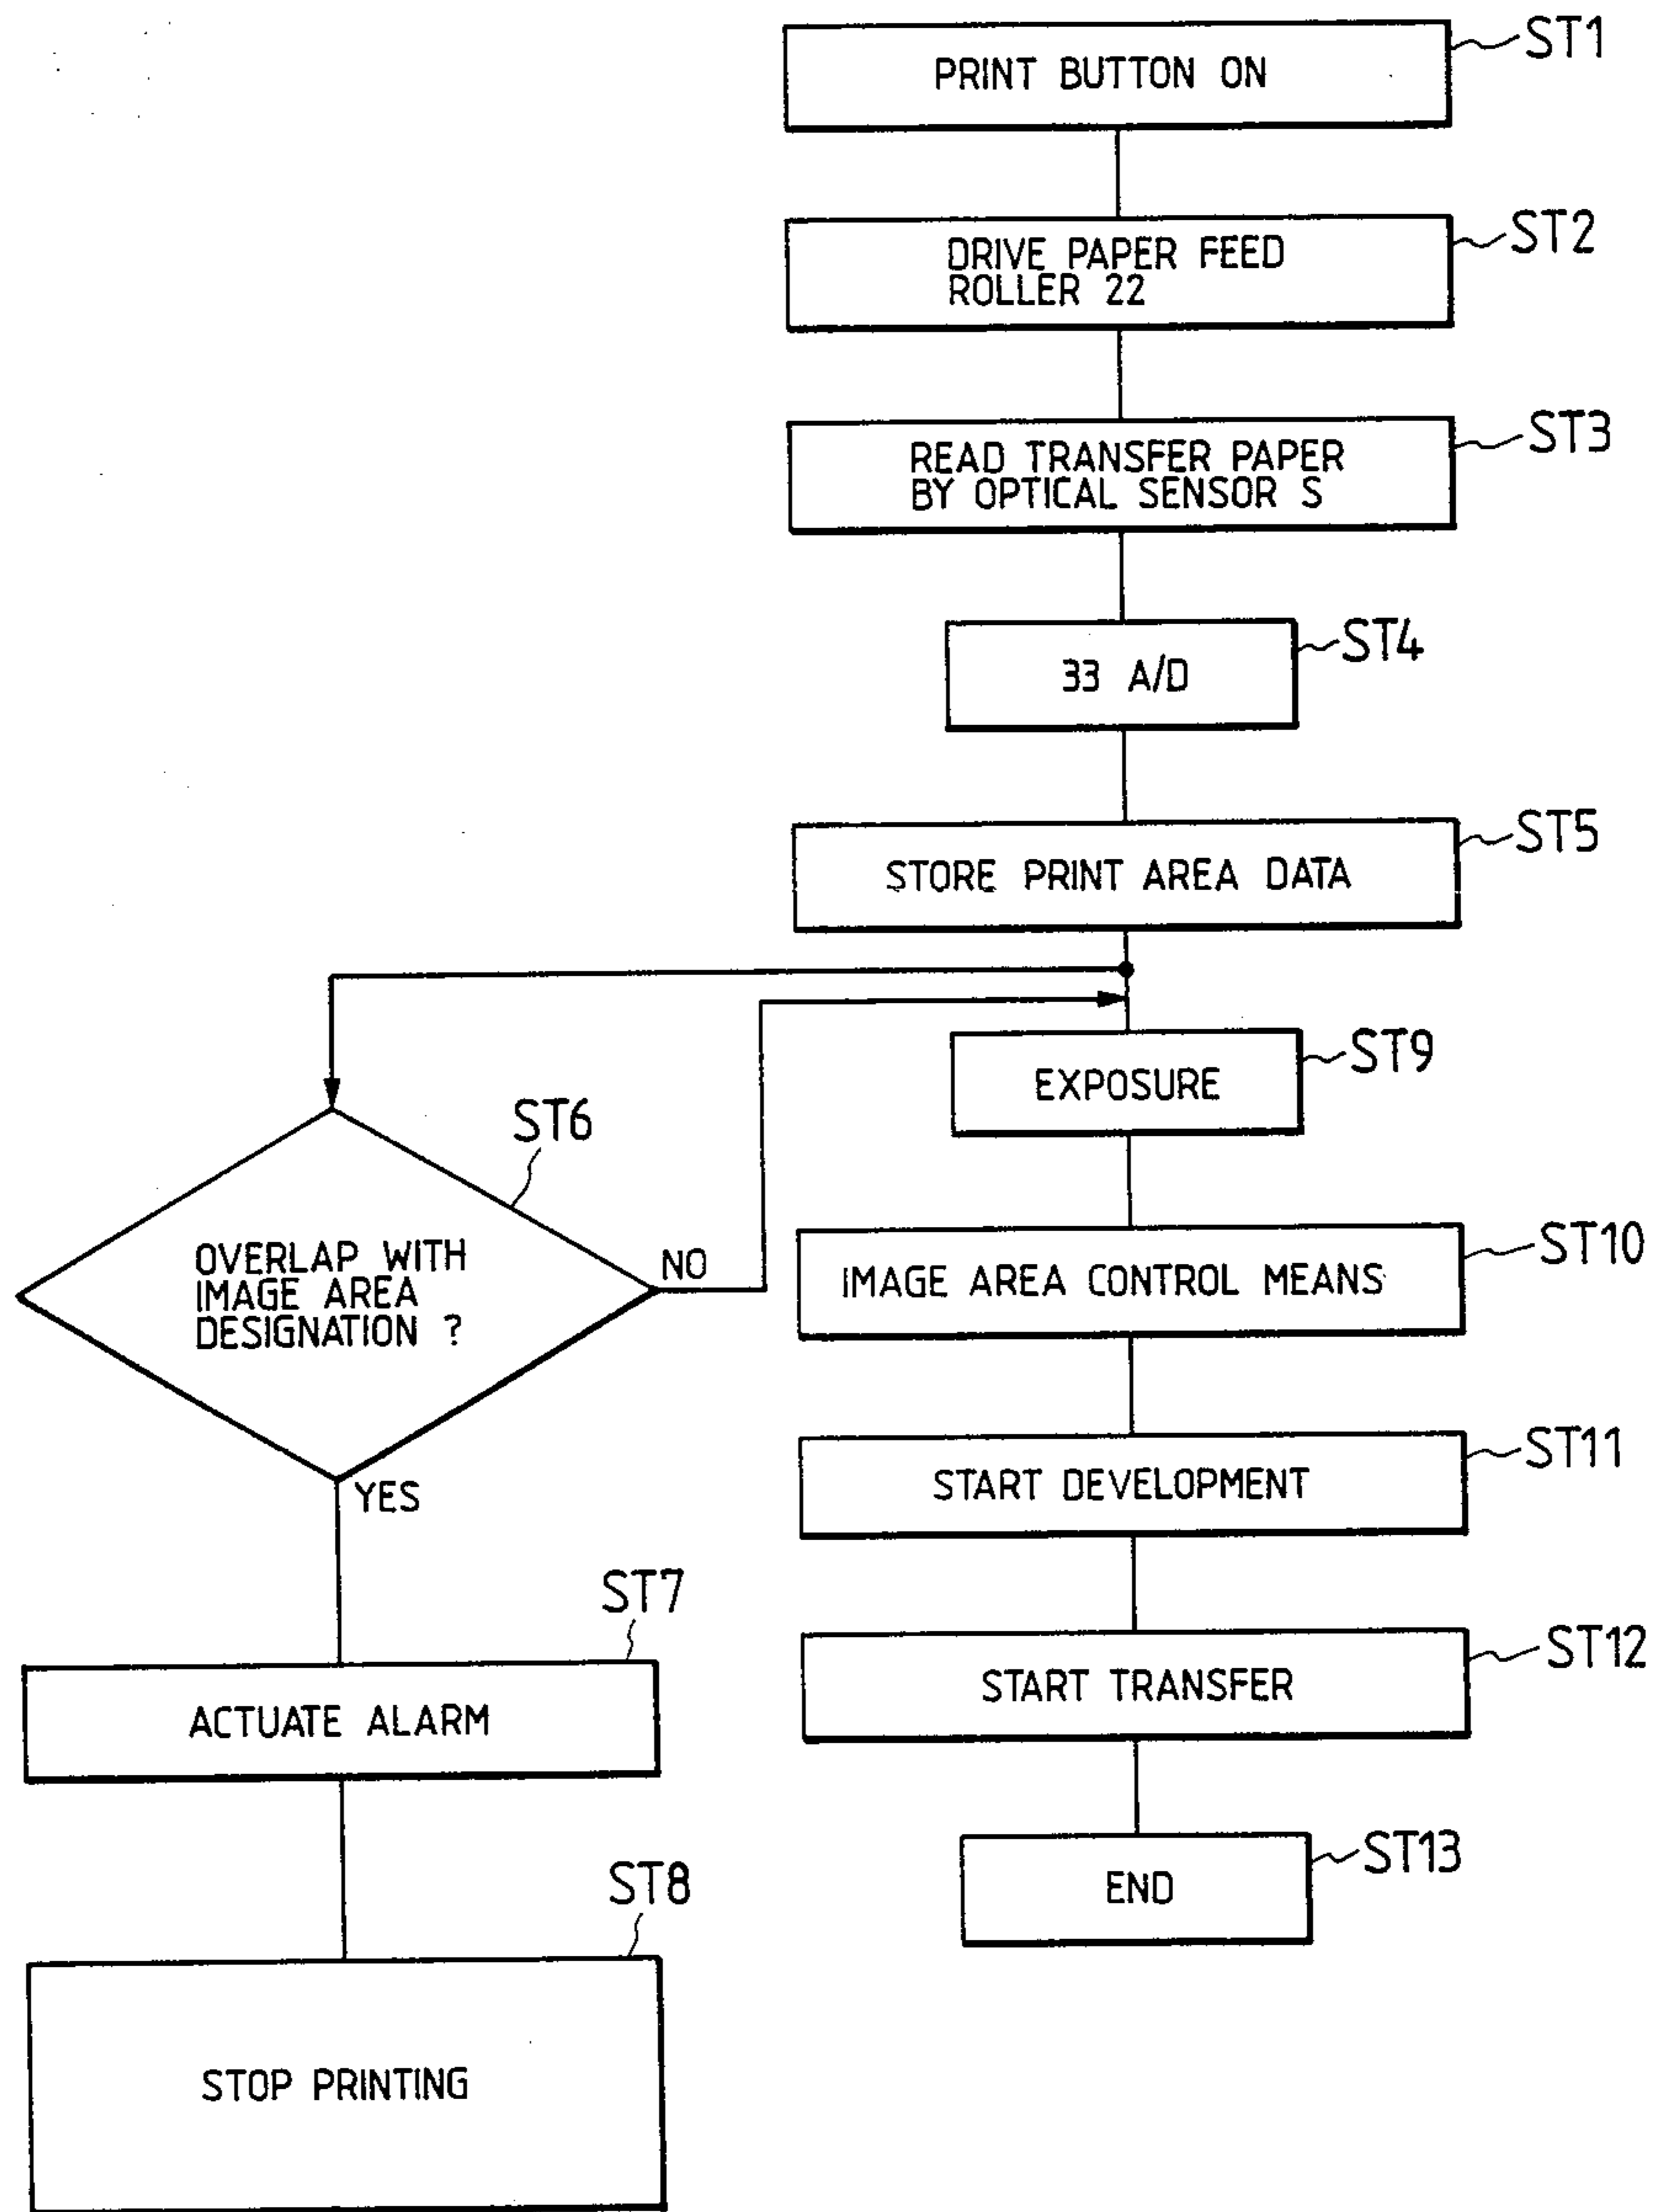 PRINT BUTTON ON
ST1
DRIVE PAPER FEED
ROLLER 22
ST2
READ TRANSFER PAPER
BY OPTICAL SENSOR S
ST3
33 A/D
ST4
STORE PRINT AREA DATA
ST5
OVERLAP WITH
IMAGE AREA
DESIGNATION ?
ST6
NO
YES
ACTUATE ALARM
ST7
STOP PRINTING
ST8
EXPOSURE
ST9
IMAGE AREA CONTROL MEANS
ST10
START DEVELOPMENT
ST11
START TRANSFER
ST12
END
ST13